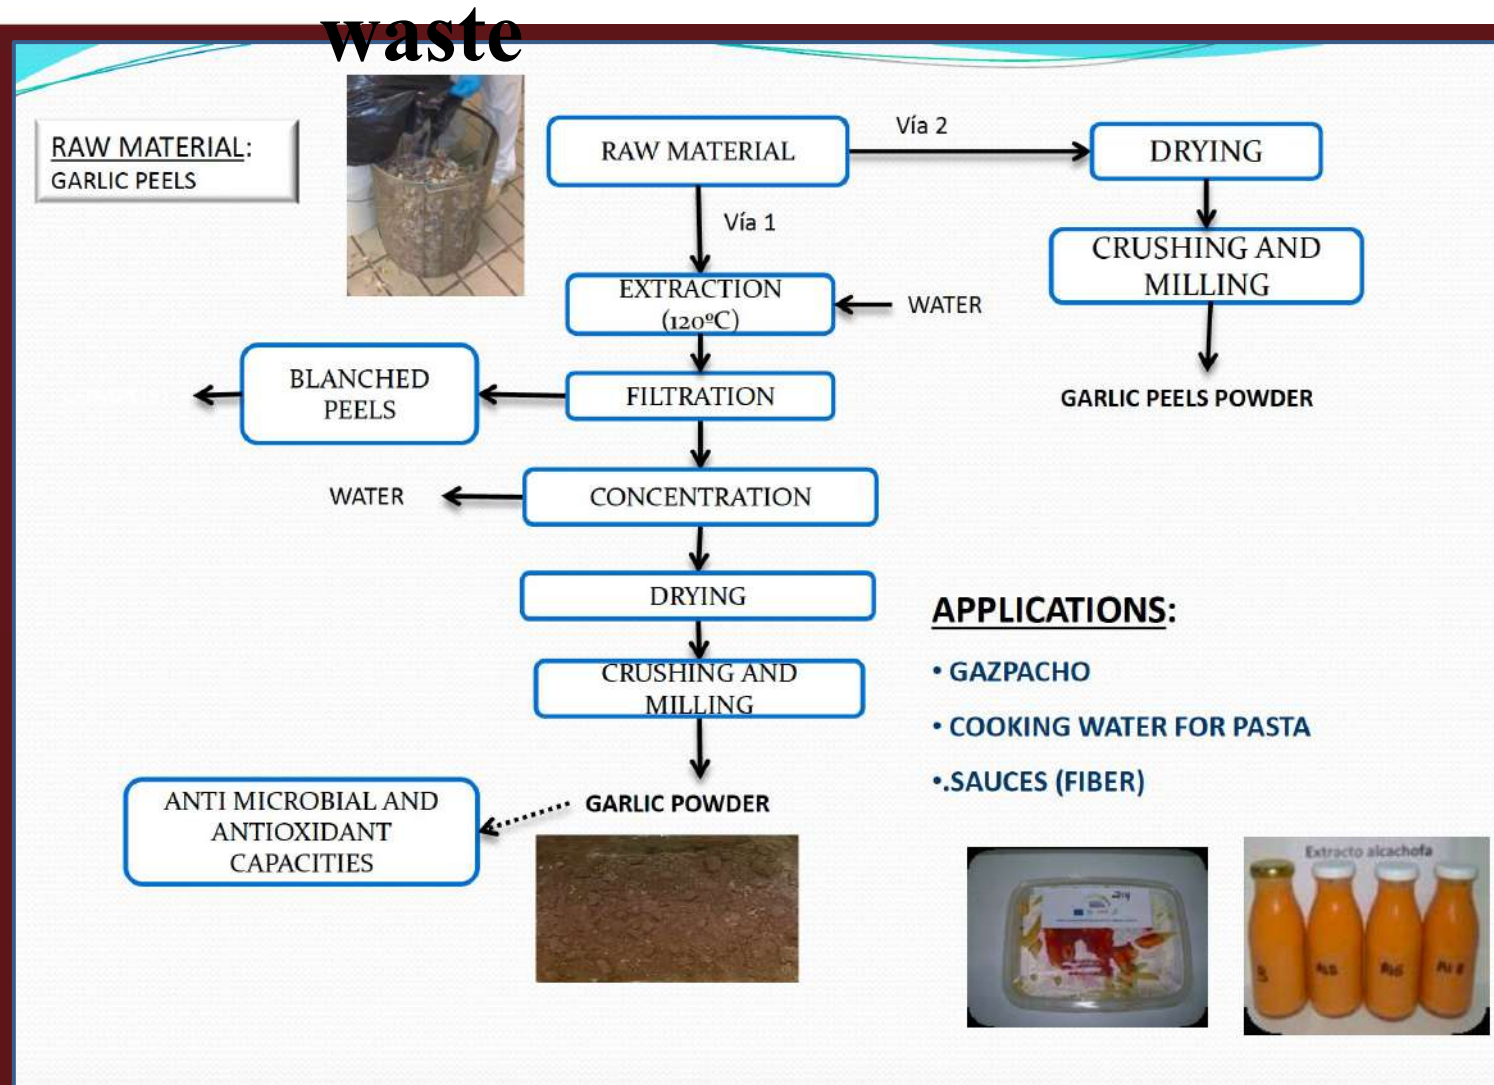 waste
RAW MATERIAL:
GARLIC PEELS
RAW MATERIAL
Vía 2
DRYING
Vía 1
CRUSHING AND
MILLING
EXTRACTION
(120ºC)
WATER
BLANCHED
PEELS
FILTRATION
GARLIC PEELS POWDER
WATER
CONCENTRATION
DRYING
CRUSHING AND
MILLING
APPLICATIONS:
• GAZPACHO
• COOKING WATER FOR PASTA
•.SAUCES (FIBER)
ANTI MICROBIAL AND
ANTIOXIDANT
CAPACITIES
GARLIC POWDER
Extracto alcachofa